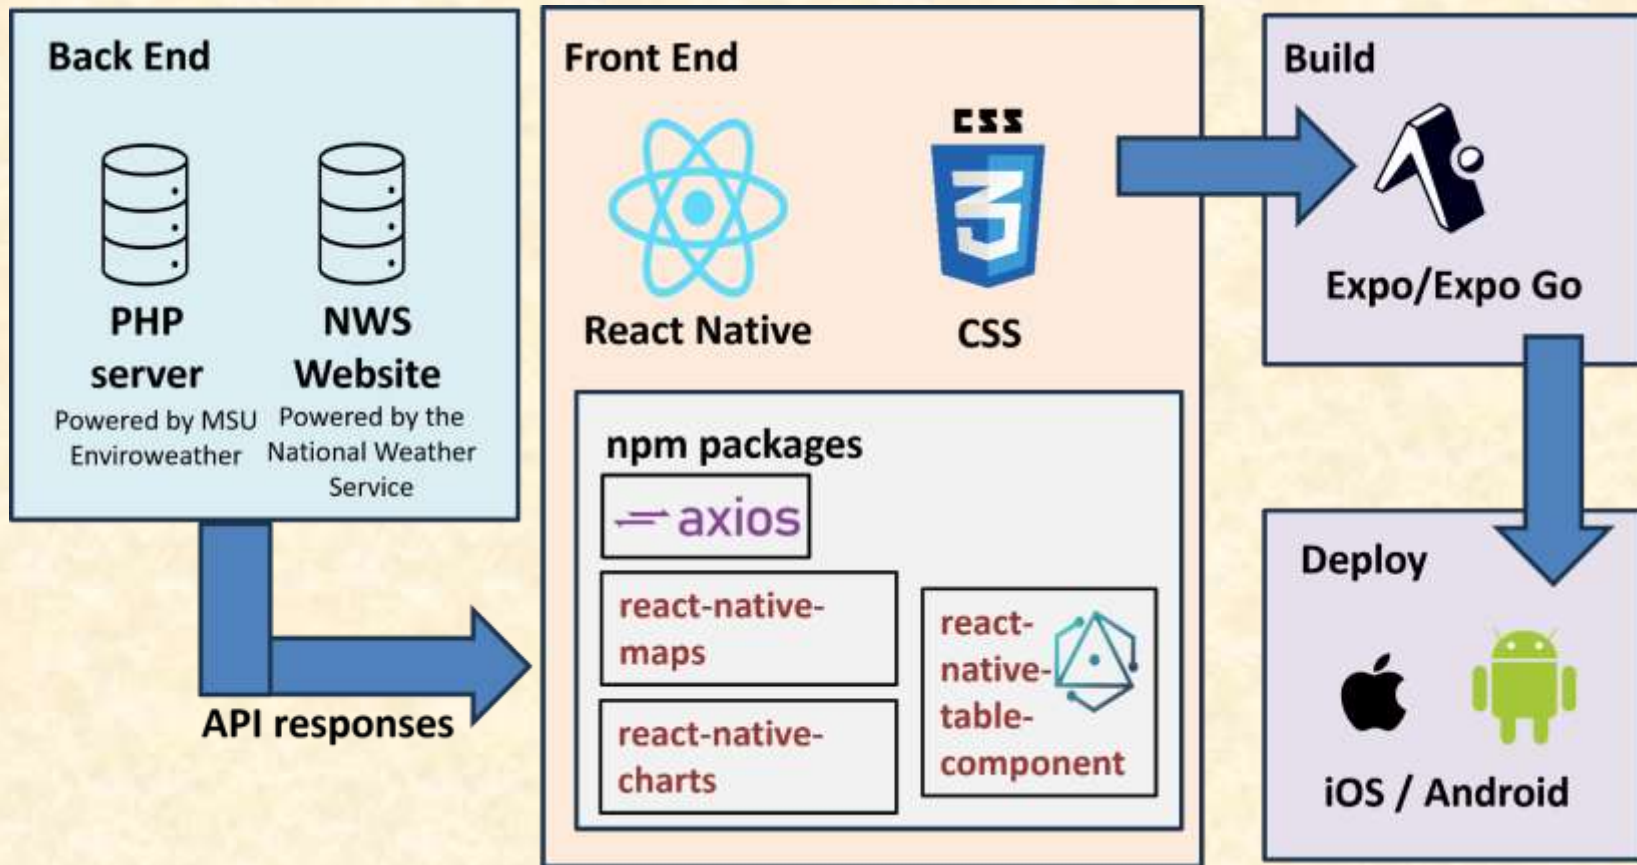 Back End
PHP
server
Powered by MSU
Enviroweather
NWS
Website
Powered by the
National Weather
Service
API responses
Front End
React Native
CSS
3
CSS
npm packages
axios
react-native-
maps
react-native-
charts
react-
native-
table-
component
Build
Expo/Expo Go
Deploy
iOS / Android